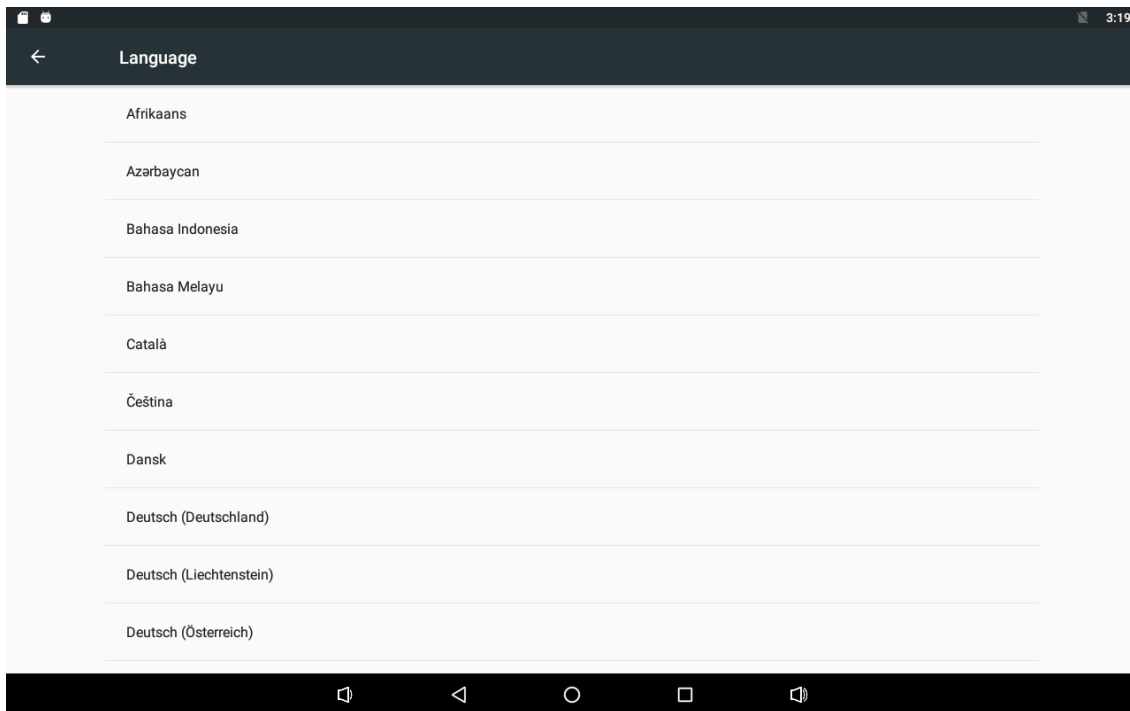 3:19
Language
Afrikaans
Azərbaycan
Bahasa Indonesia
Bahasa Melayu
Català
Čeština
Dansk
Deutsch (Deutschland)
Deutsch (Liechtenstein)
Deutsch (Österreich)